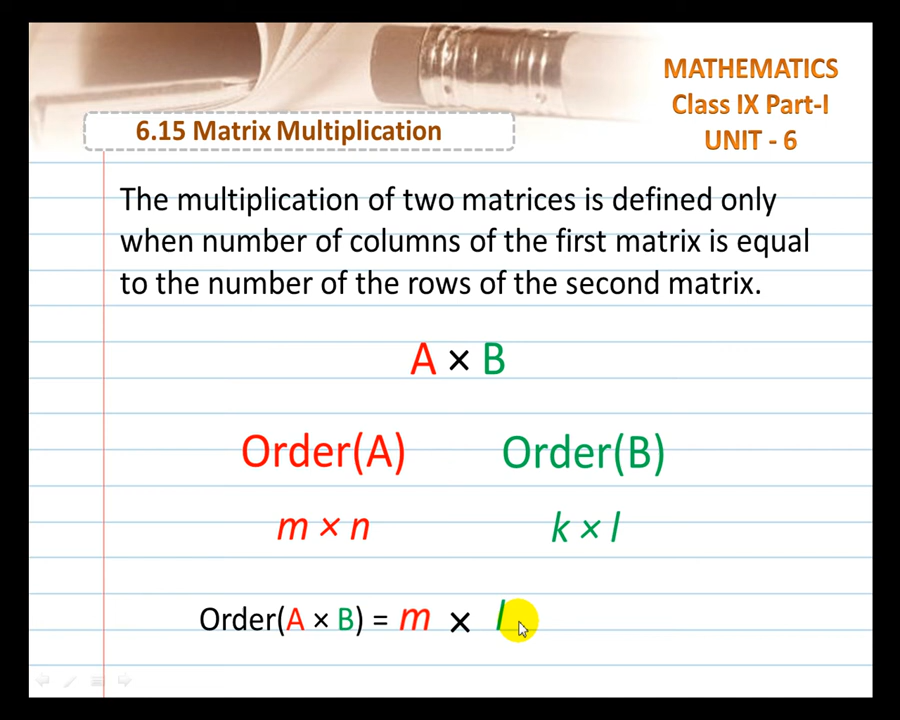 MATHEMATICS
Class IX Part-I
UNIT - 6
6.15 Matrix Multiplication
The multiplication of two matrices is defined only
when number of columns of the first matrix is equal
to the number of the rows of the second matrix.
A × B
Order(A) Order(B)
m × n k × l
Order(A × B) = m × l